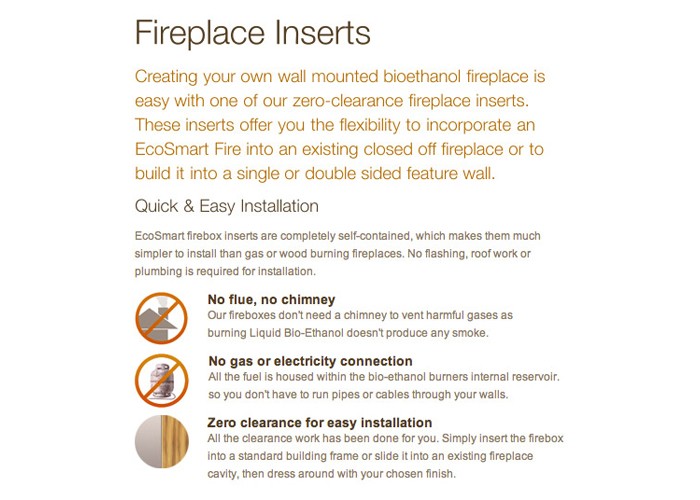 Fireplace Inserts
Creating your own wall mounted bioethanol fireplace is
easy with one of our zero-clearance fireplace inserts.
These inserts offer you the flexibility to incorporate an
EcoSmart Fire into an existing closed off fireplace or to
build it into a single or double sided feature wall.
Quick & Easy Installation
EcoSmart firebox inserts are completely self-contained, which makes them much
simpler to install than gas or wood burning fireplaces. No flashing, roof work or
plumbing is required for installation.
No flue, no chimney
Our fireboxes don't need a chimney to vent harmful gases as
burning Liquid Bio-Ethanol doesn't produce any smoke.
No gas or electricity connection
All the fuel is housed within the bio-ethanol burners internal reservoir.
so you don't have to run pipes or cables through your walls.
Zero clearance for easy installation
All the clearance work has been done for you. Simply insert the firebox
into a standard building frame or slide it into an existing fireplace
cavity, then dress around with your chosen finish.